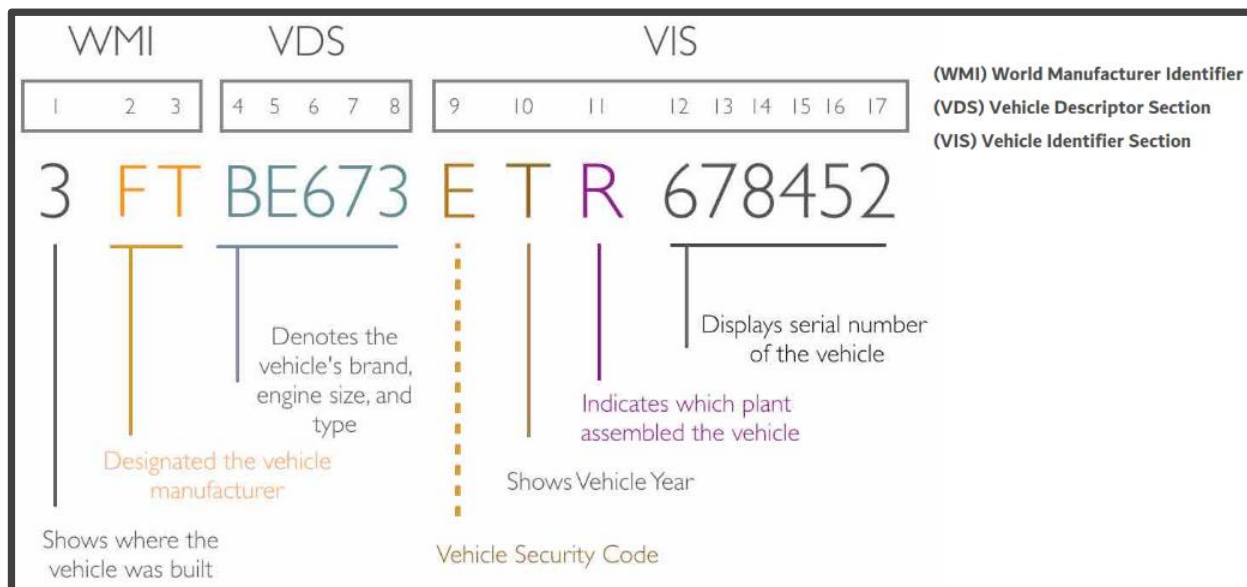 WMI VDS VIS
1 2 3 4 5 6 7 8 9 10 11 12 13 14 15 16 17
(WMI) World Manufacturer Identifier
(VDS) Vehicle Descriptor Section
(VIS) Vehicle Identifier Section
3 FT BE673 E T R 678452
Denotes the
vehicle's brand,
engine size, and
type
Displays serial number
of the vehicle
Indicates which plant
assembled the vehicle
Designated the vehicle
manufacturer
Shows Vehicle Year
Shows where the
vehicle was built
Vehicle Security Code